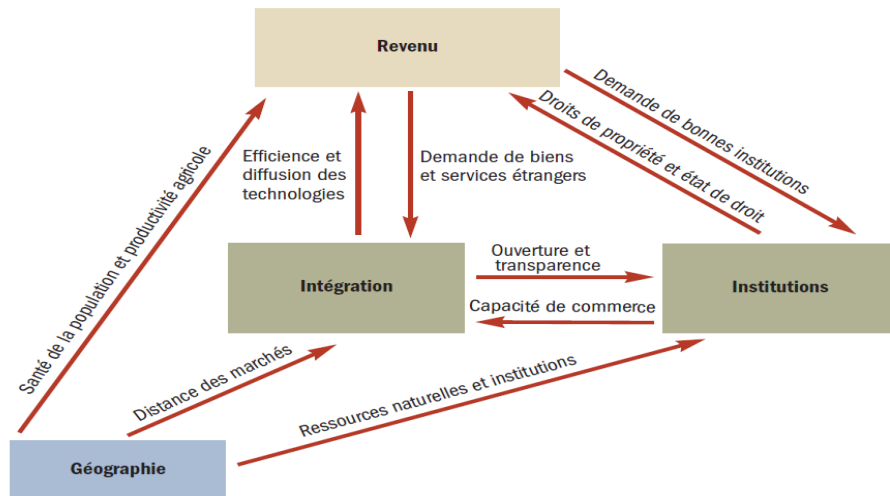 Revenu
Demande de bonnes institutions
Droits de propriété et état de droit
Efficience et
diffusion des
technologies
Demande de biens
et services étrangers
Santé de la population et productivité agricole
Ouverture et
transparence
Intégration
Institutions
Capacité de commerce
Distance des marchés
Ressources naturelles et institutions
Géographie